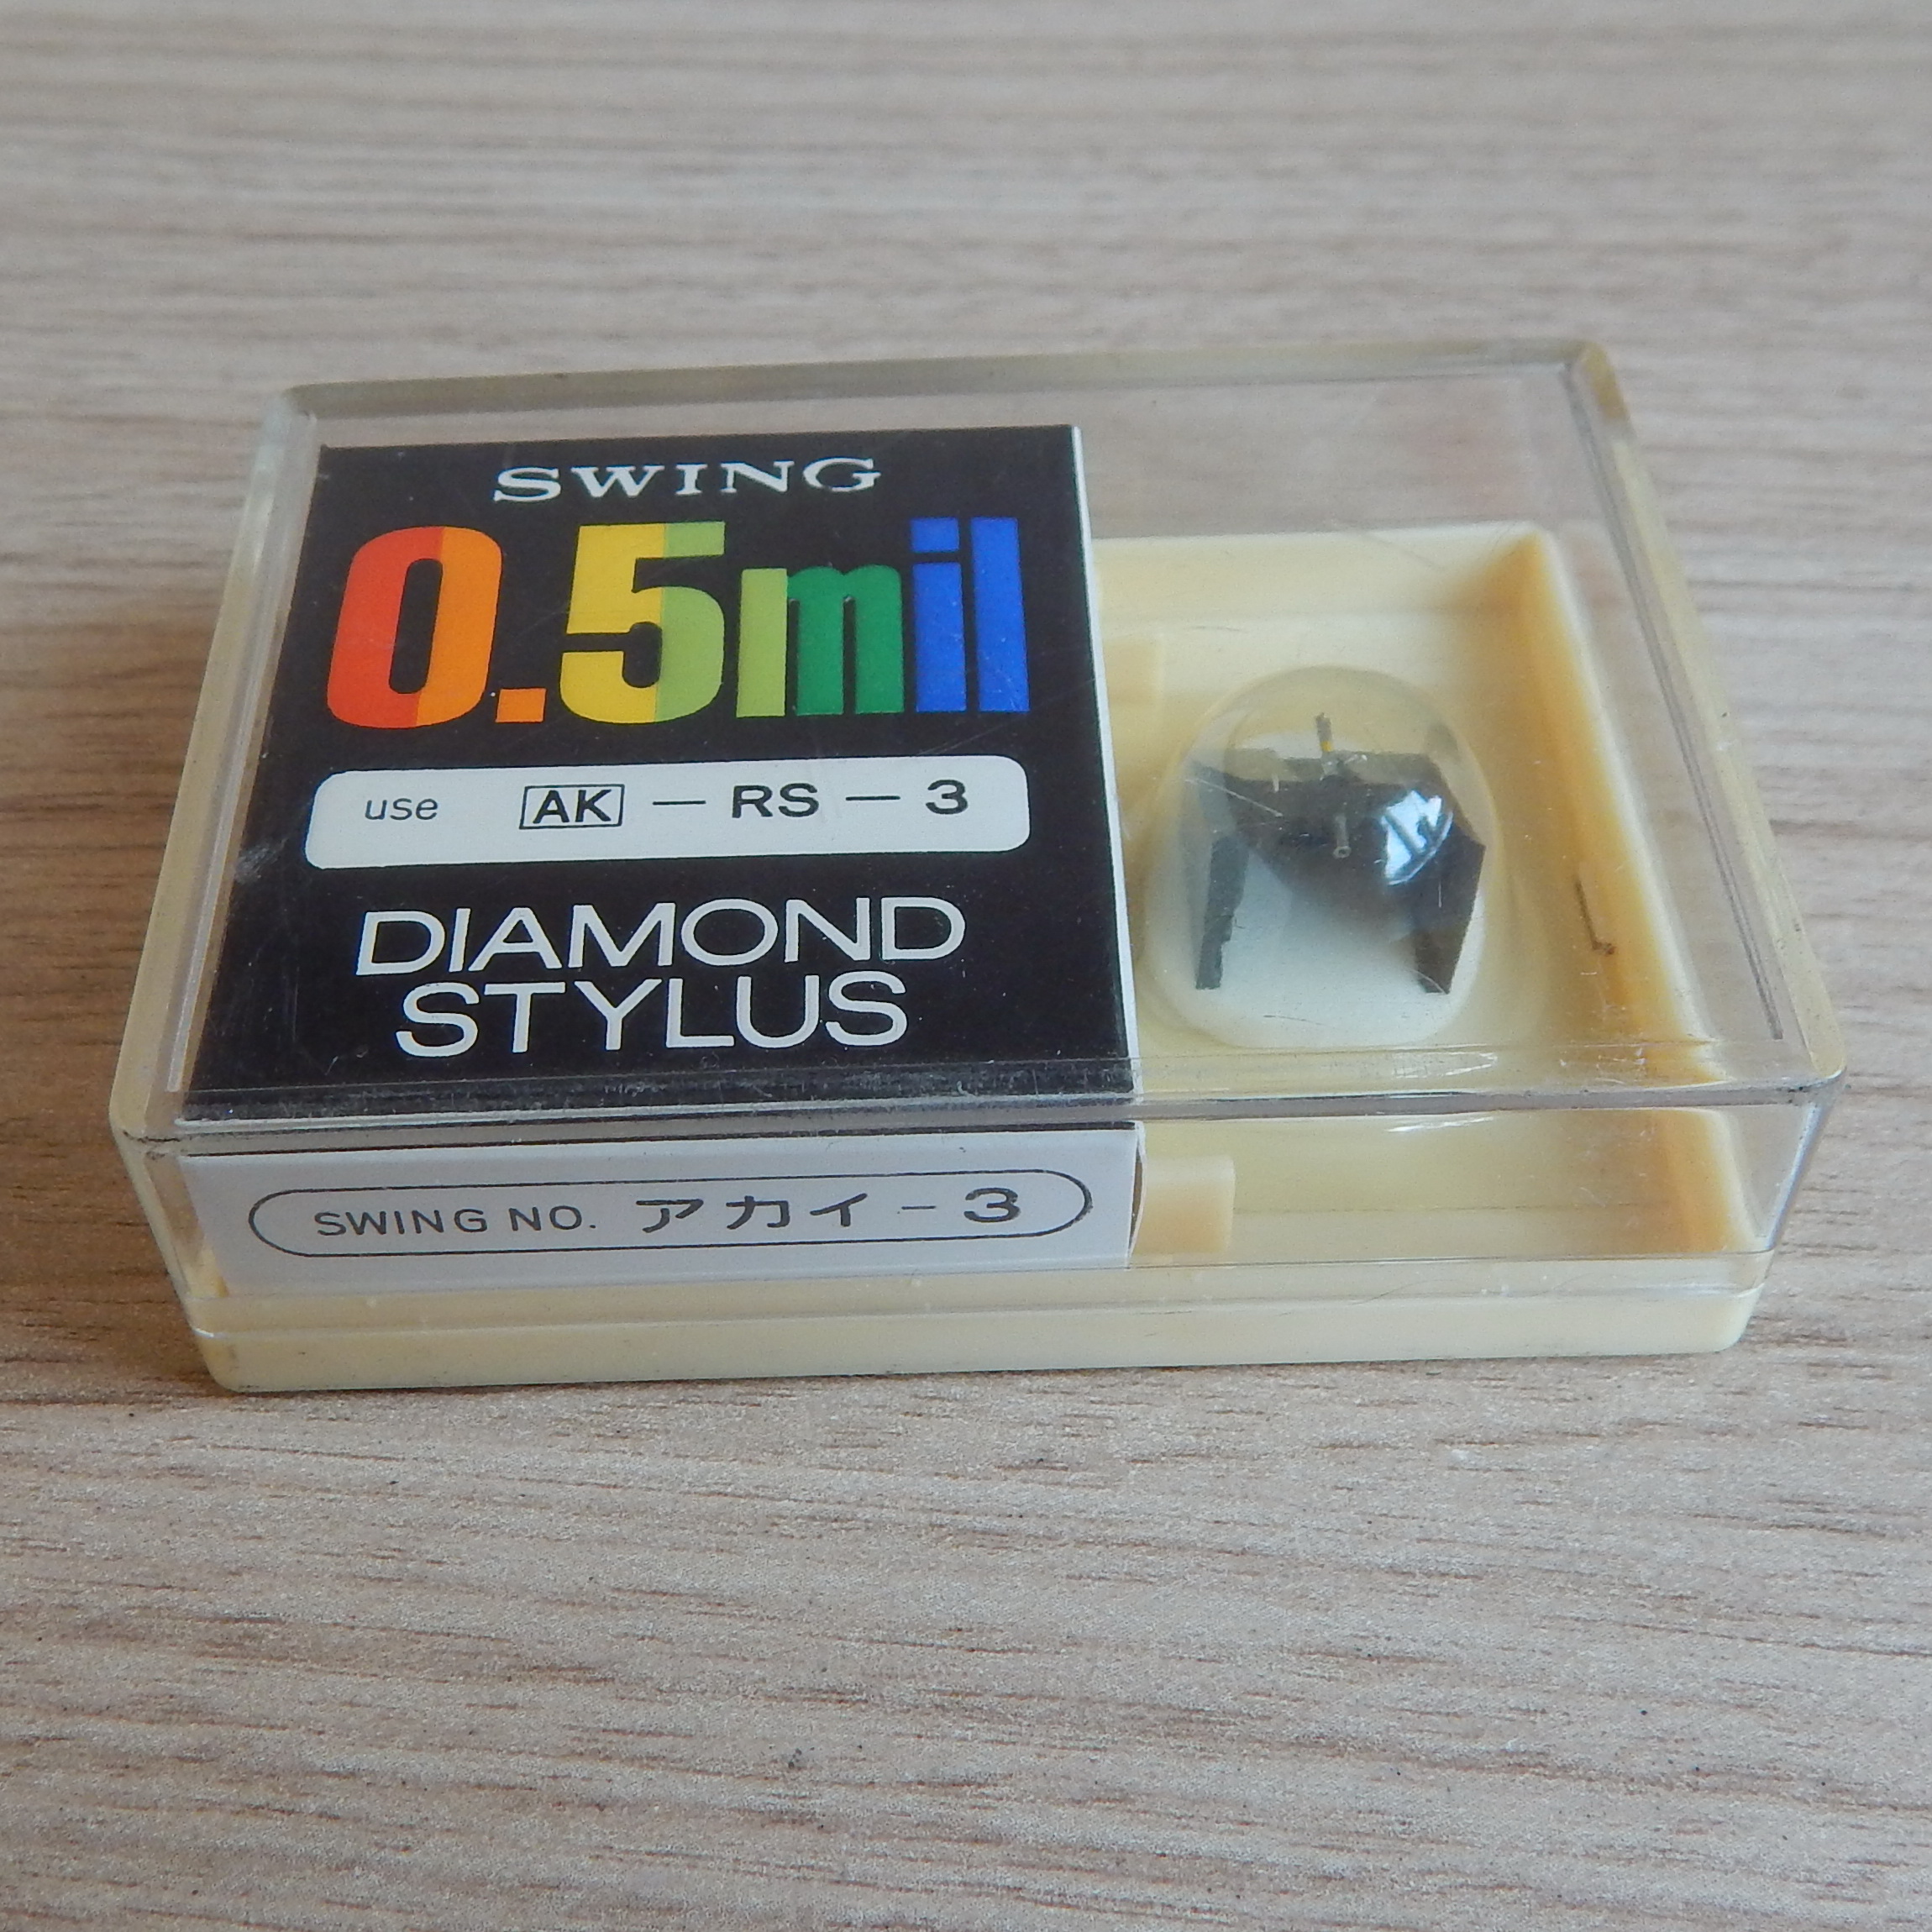 SWING
0.5mil
use AK — RS — 3
DIAMOND
STYLUS
SWING NO. アカイ-3